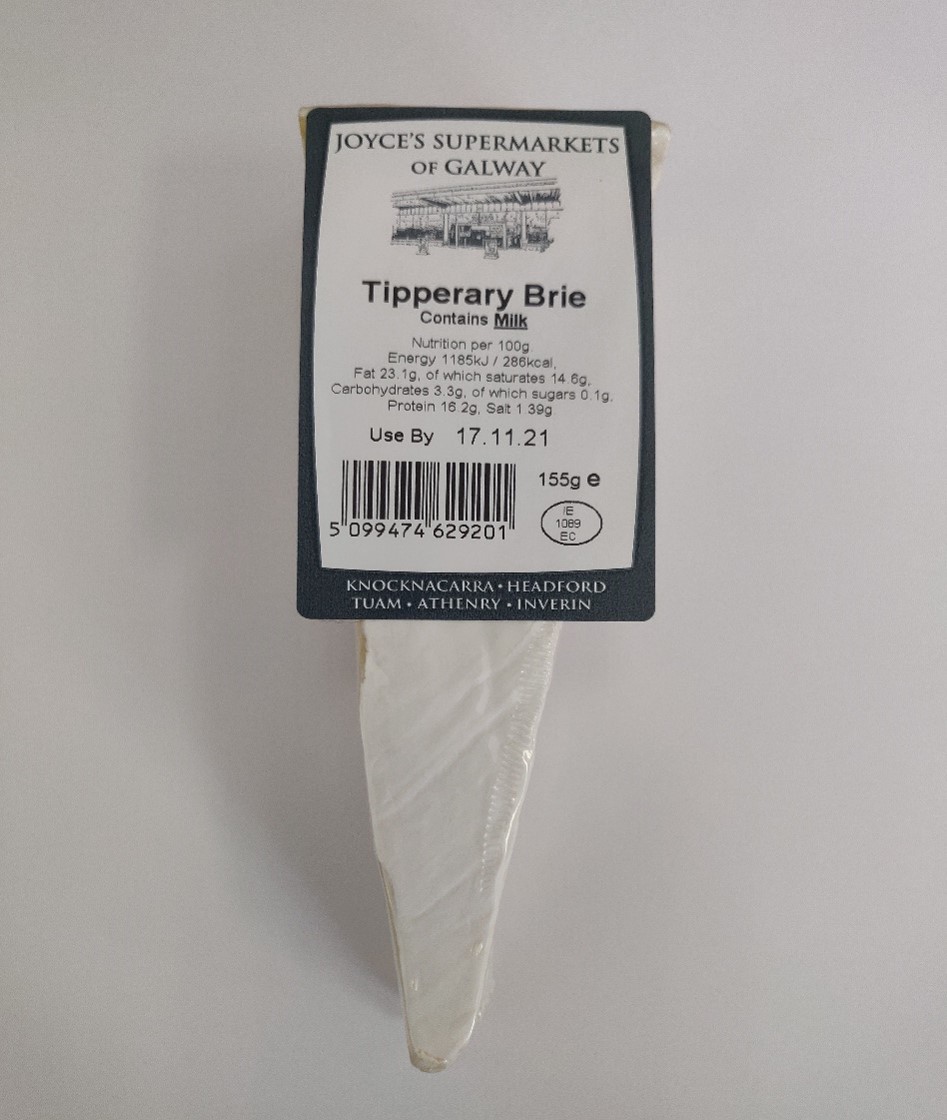 JOYCE'S SUPERMARKETS
OF GALWAY
Tipperary Brie
Contains Milk
Nutrition per 100g
Energy 1185kJ / 286kcal,
Fat 23.1g, of which saturates 14.6g,
Carbohydrates 3.3g, of which sugars 0.1g,
Protein 16.2g, Salt 1.39g
Use By 17.11.21
155g e
5 099474 629201
IE
1089
EC
KNOCKNACARRA • HEADFORD
TUAM • ATHENRY • INVERIN